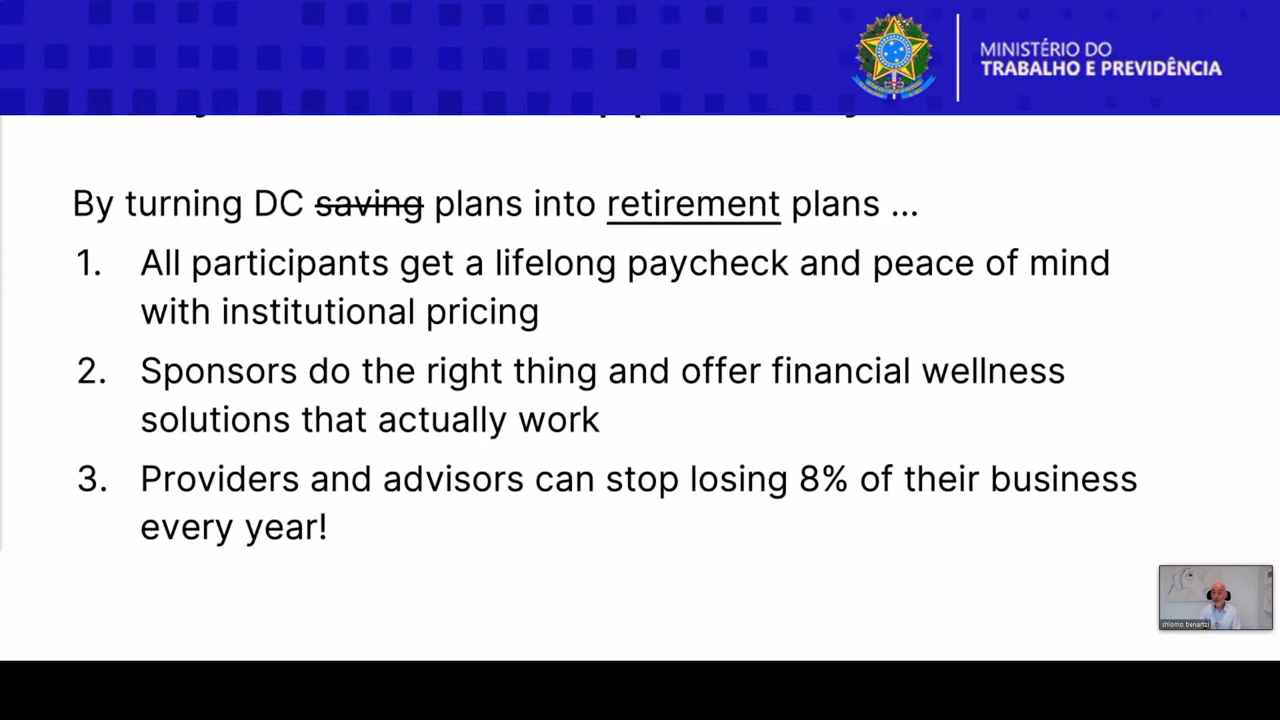 MINISTÉRIO DO
TRABALHO E PREVIDÊNCIA
By turning DC saving plans into retirement plans ...
1. All participants get a lifelong paycheck and peace of mind
with institutional pricing
2. Sponsors do the right thing and offer financial wellness
solutions that actually work
3. Providers and advisors can stop losing 8% of their business
every year!
shlomo benartzi